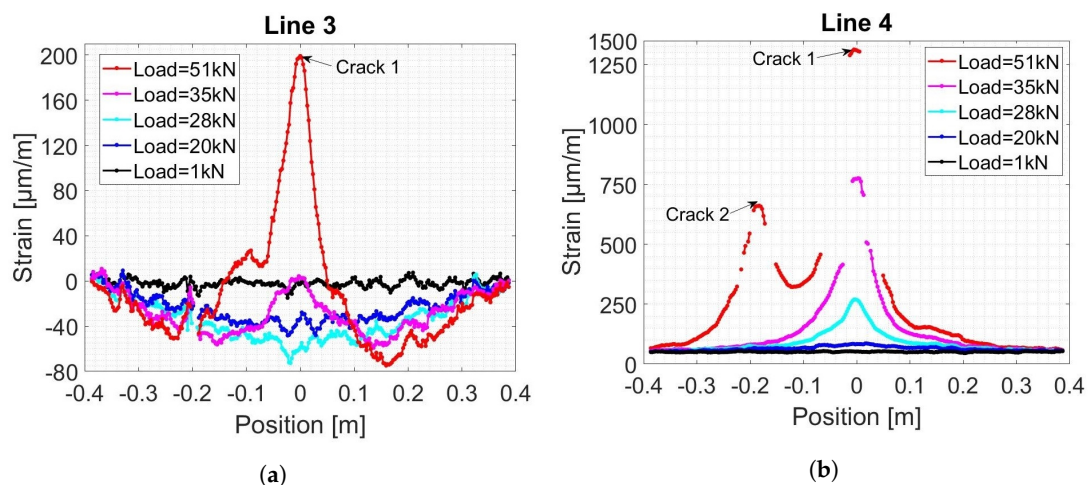 Line 3
200
160
120
80
40
0
-40
-80
Strain [µm/m]
Load=51kN
Load=35kN
Load=28kN
Load=20kN
Load=1kN
Crack 1
-0.4 -0.3 -0.2 -0.1 0 0.1 0.2 0.3 0.4
Position [m]
(a)
Line 4
1500
1250
1000
750
500
250
0
Strain [µm/m]
Crack 1
Crack 2
Load=51kN
Load=35kN
Load=28kN
Load=20kN
Load=1kN
-0.4 -0.3 -0.2 -0.1 0 0.1 0.2 0.3 0.4
Position [m]
(b)